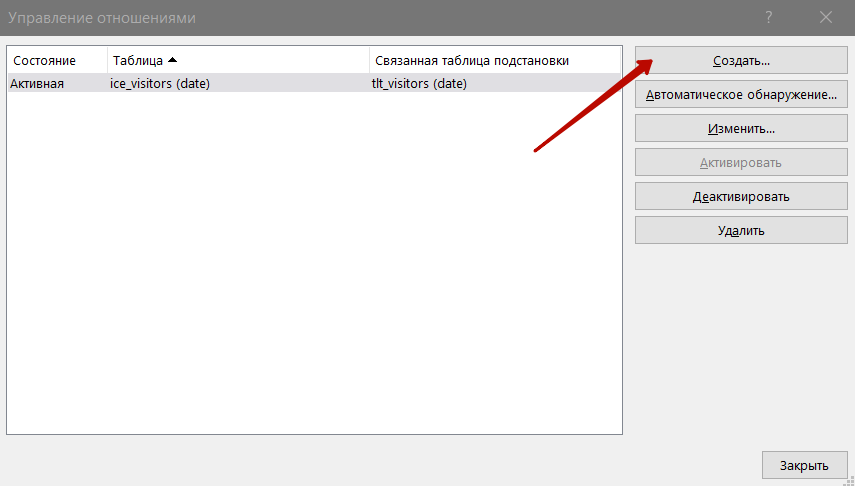 Управление отношениями
Состояние Таблица Связанная таблица подстановки
Активная ice_visitors (date) tlt_visitors (date)
Создать...
Автоматическое обнаружение...
Изменить...
Активировать
Деактивировать
Удалить
Закрыть